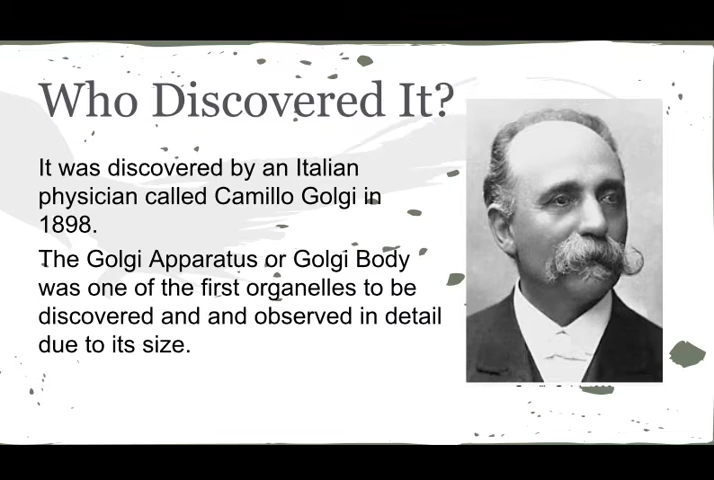 Who Discovered It?
It was discovered by an Italian
physician called Camillo Golgi in
1898.
The Golgi Apparatus or Golgi Body
was one of the first organelles to be
discovered and and observed in detail
due to its size.